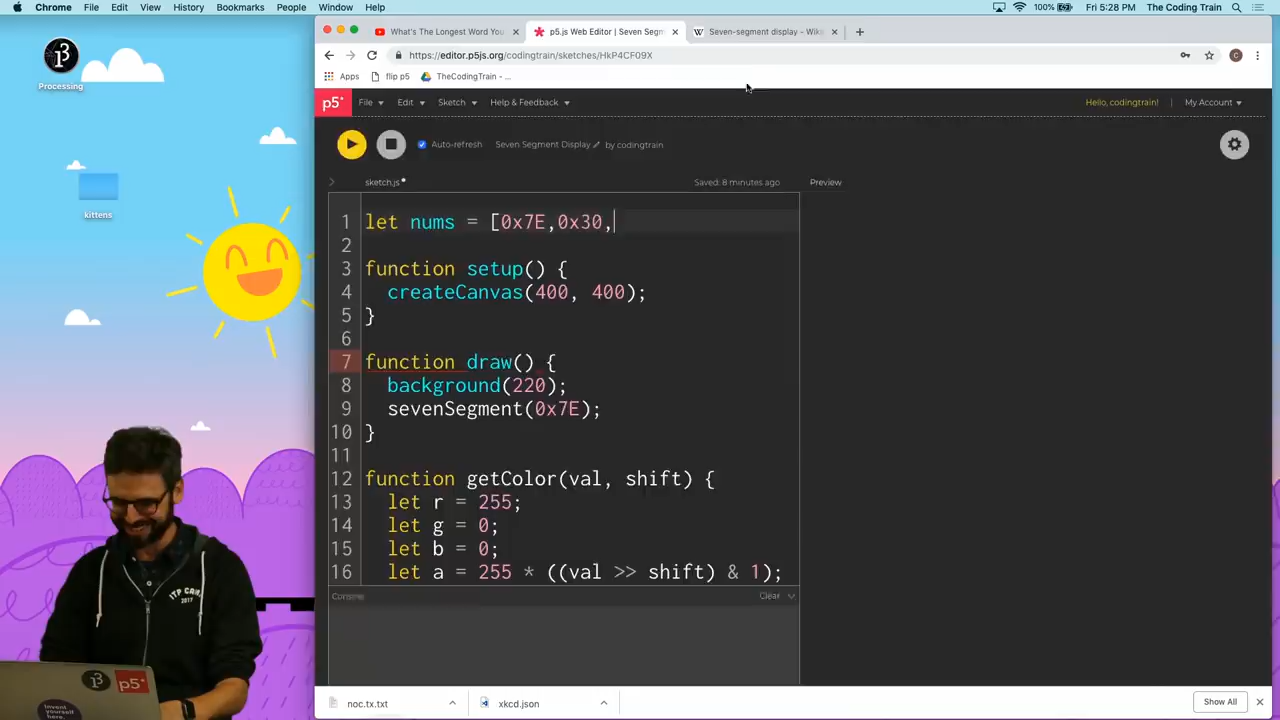 Chrome File Edit View History Bookmarks People Window Help 100% Fri 5:28 PM The Coding Train
What's The Longest Word You
p5.js Web Editor | Seven Segm
Seven-segment display - Wiki
https://editor.p5js.org/codingtrain/sketches/HkP4CF09X
Apps flip p5 TheCodingTrain - ...
p5* File Edit Sketch Help & Feedback Hello, codingtrain! | My Account
Auto-refresh Seven Segment Display by codingtrain
sketch.js Saved: 8 minutes ago Preview
1 let nums = [0x7E,0x30,
2
3 function setup() {
4 createCanvas(400, 400);
5 }
6
7 function draw() {
8 background(220);
9 sevenSegment(0x7E);
10 }
11
12 function getColor(val, shift) {
13 let r = 255;
14 let g = 0;
15 let b = 0;
16 let a = 255 * ((val >> shift) & 1);
Console Clear
noc.tx.txt xkcd.json Show All
Processing
kittens
ITP CAMP
2017
p5*
Invent
yourself
here.